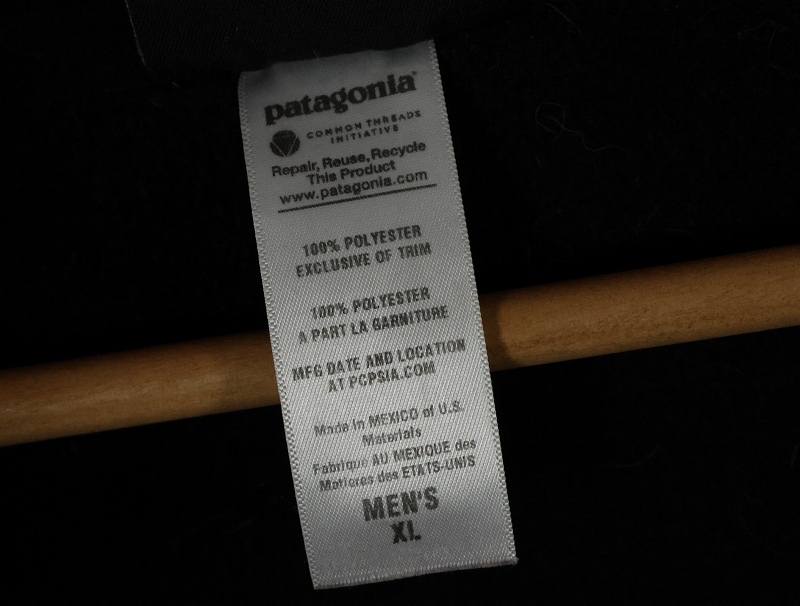 patagonia®
COMMON THREADS
INITIATIVE
Repair, Reuse, Recycle
This Product
www.patagonia.com
100% POLYESTER
EXCLUSIVE OF TRIM
100% POLYESTER
A PART LA GARNITURE
MFG DATE AND LOCATION
AT PCPSIA.COM
Made in MEXICO of U.S.
Materials
Fabrique AU MEXIQUE des
Matieres des ETATS-UNIS
MEN'S
XL